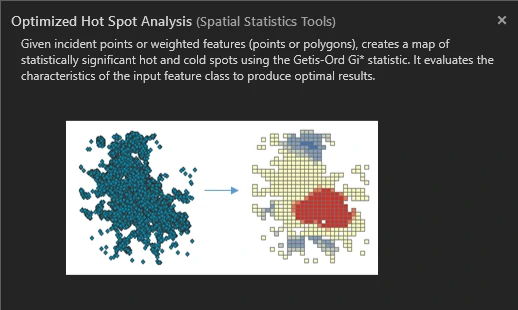 Optimized Hot Spot Analysis (Spatial Statistics Tools)
Given incident points or weighted features (points or polygons), creates a map of
statistically significant hot and cold spots using the Getis-Ord Gi* statistic. It evaluates the
characteristics of the input feature class to produce optimal results.